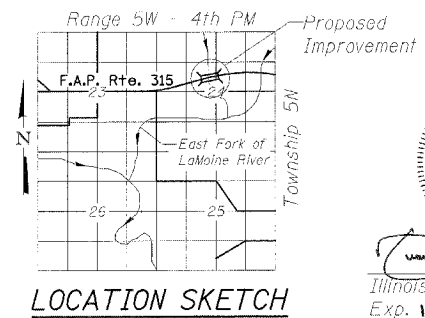 Range 5W - 4th PM
Proposed
Improvement
F.A.P. Rte. 315
23
24
N
East Fork of
LaMoine River
Township 5N
26
25
LOCATION SKETCH
Illinois
Exp.